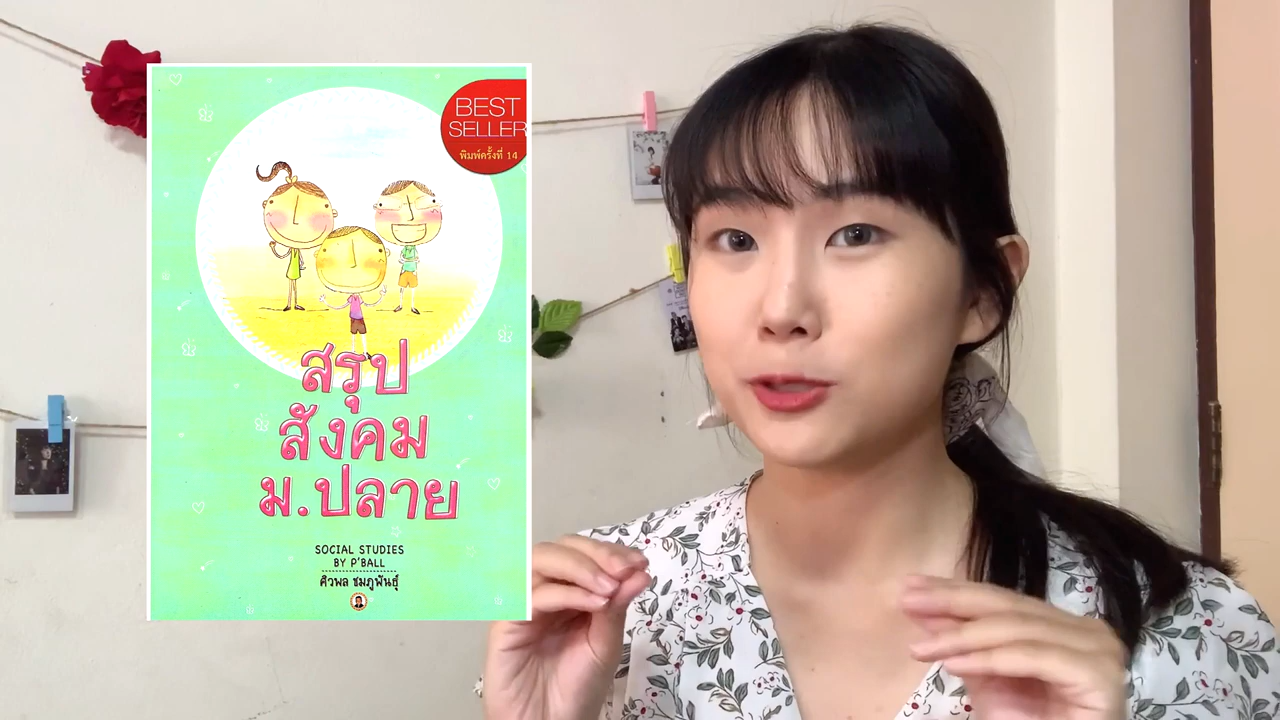 BEST
SELLER
พิมพ์ครั้งที่ 14
สรุป
สังคม
ม.ปลาย
SOCIAL STUDIES
BY P'BALL
ศิวพล ชมภูพันธุ์